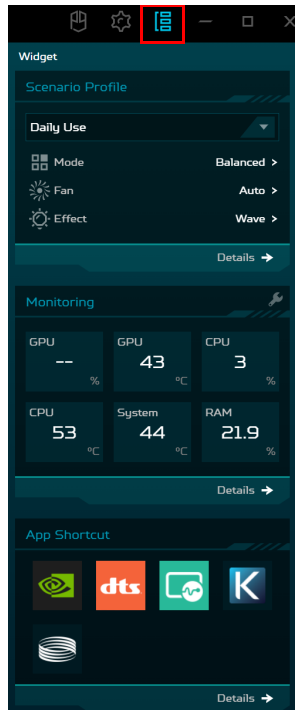 Widget
Scenario Profile
Daily Use
Mode Balanced >
Fan Auto >
Effect Wave >
Details →
Monitoring
GPU GPU CPU
-- 43 3
% °C %
CPU System RAM
53 44 21.9
°C °C %
Details →
App Shortcut
dts K
Details →